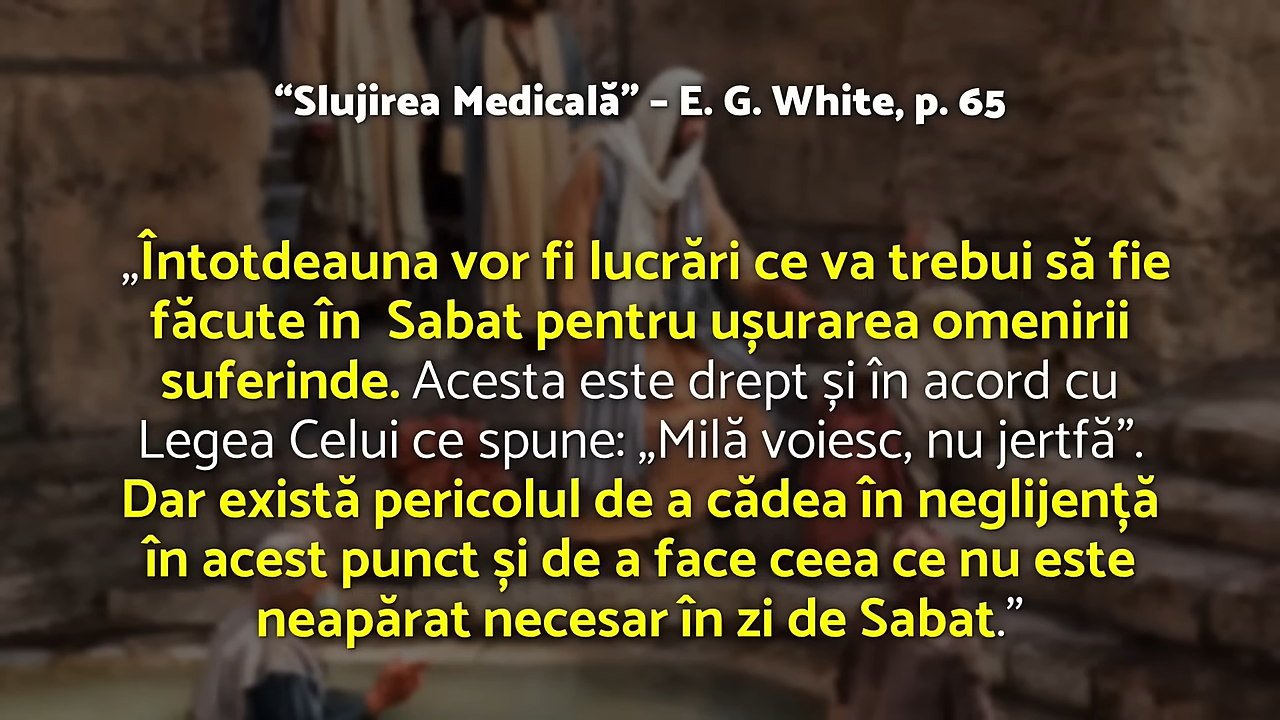 “Slujirea Medicală” – E. G. White, p. 65
„Întotdeauna vor fi lucrări ce va trebui să fie
făcute în  Sabat pentru ușurarea omenirii
suferinde. Acesta este drept și în acord cu
Legea Celui ce spune: „Milă voiesc, nu jertfă”.
Dar există pericolul de a cădea în neglijență
în acest punct și de a face ceea ce nu este
neapărat necesar în zi de Sabat.”